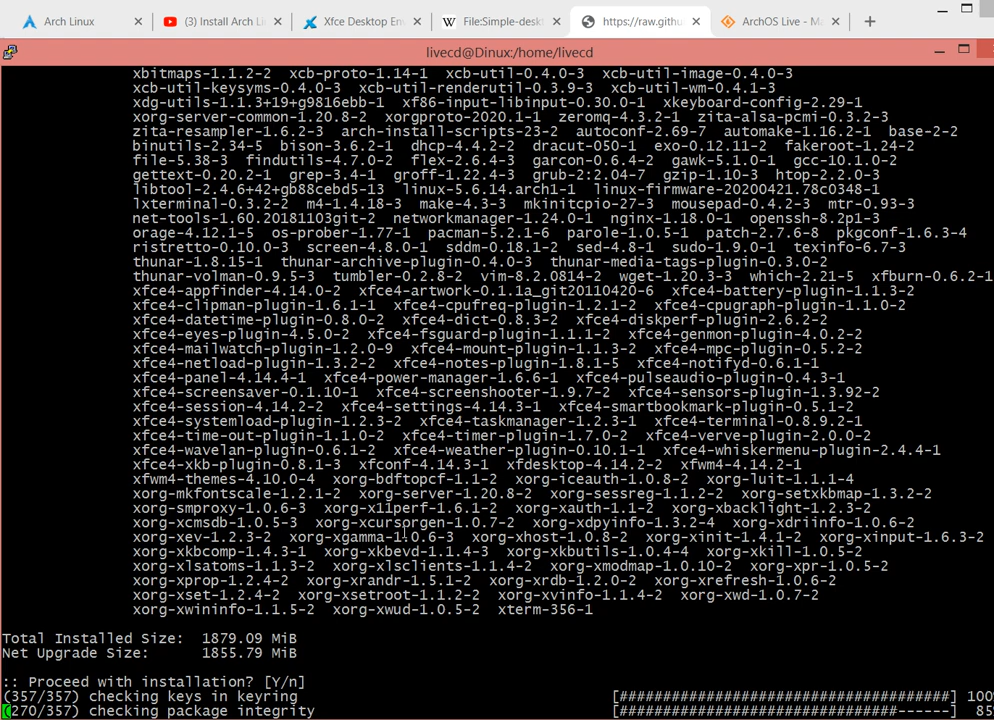 Arch Linux
(3) Install Arch Li
Xfce Desktop En
File:Simple-desk
https://raw.githu
ArchOS Live - Ma
livecd@Dinux:/home/livecd
xbitmaps-1.1.2-2 xcb-proto-1.14-1 xcb-util-0.4.0-3 xcb-util-image-0.4.0-3
xcb-util-keysyms-0.4.0-3 xcb-util-renderutil-0.3.9-3 xcb-util-wm-0.4.1-3
xdg-utils-1.1.3+19+g9816ebb-1 xf86-input-libinput-0.30.0-1 xkeyboard-config-2.29-1
xorg-server-common-1.20.8-2 xorgproto-2020.1-1 zeromq-4.3.2-1 zita-alsa-pcmi-0.3.2-3
zita-resampler-1.6.2-3 arch-install-scripts-23-2 autoconf-2.69-7 automake-1.16.2-1 base-2-2
binutils-2.34-5 bison-3.6.2-1 dhcp-4.4.2-2 dracut-050-1 exo-0.12.11-2 fakeroot-1.24-2
file-5.38-3 findutils-4.7.0-2 flex-2.6.4-3 garcon-0.6.4-2 gawk-5.1.0-1 gcc-10.1.0-2
gettext-0.20.2-1 grep-3.4-1 groff-1.22.4-3 grub-2:2.04-7 gzip-1.10-3 htop-2.2.0-3
libtool-2.4.6+42+gb88cebd5-13 linux-5.6.14.arch1-1 linux-firmware-20200421.78c0348-1
lxterminal-0.3.2-2 m4-1.4.18-3 make-4.3-3 mkinitcpio-27-3 mousepad-0.4.2-3 mtr-0.93-3
net-tools-1.60.20181103git-2 networkmanager-1.24.0-1 nginx-1.18.0-1 openssh-8.2p1-3
orage-4.12.1-5 os-prober-1.77-1 pacman-5.2.1-6 parole-1.0.5-1 patch-2.7.6-8 pkgconf-1.6.3-4
ristretto-0.10.0-3 screen-4.8.0-1 sddm-0.18.1-2 sed-4.8-1 sudo-1.9.0-1 texinfo-6.7-3
thunar-1.8.15-1 thunar-archive-plugin-0.4.0-3 thunar-media-tags-plugin-0.3.0-2
thunar-volman-0.9.5-3 tumbler-0.2.8-2 vim-8.2.0814-2 wget-1.20.3-3 which-2.21-5 xfburn-0.6.2-1
xfce4-appfinder-4.14.0-2 xfce4-artwork-0.1.1a_git20110420-6 xfce4-battery-plugin-1.1.3-2
xfce4-clipman-plugin-1.6.1-1 xfce4-cpufreq-plugin-1.2.1-2 xfce4-cpugraph-plugin-1.1.0-2
xfce4-datetime-plugin-0.8.0-2 xfce4-dict-0.8.3-2 xfce4-diskperf-plugin-2.6.2-2
xfce4-eyes-plugin-4.5.0-2 xfce4-fsguard-plugin-1.1.1-2 xfce4-genmon-plugin-4.0.2-2
xfce4-mailwatch-plugin-1.2.0-9 xfce4-mount-plugin-1.1.3-2 xfce4-mpc-plugin-0.5.2-2
xfce4-netload-plugin-1.3.2-2 xfce4-notes-plugin-1.8.1-5 xfce4-notifyd-0.6.1-1
xfce4-panel-4.14.4-1 xfce4-power-manager-1.6.6-1 xfce4-pulseaudio-plugin-0.4.3-1
xfce4-screensaver-0.1.10-1 xfce4-screenshooter-1.9.7-2 xfce4-sensors-plugin-1.3.92-2
xfce4-session-4.14.2-2 xfce4-settings-4.14.3-1 xfce4-smartbookmark-plugin-0.5.1-2
xfce4-systemload-plugin-1.2.3-2 xfce4-taskmanager-1.2.3-1 xfce4-terminal-0.8.9.2-1
xfce4-time-out-plugin-1.1.0-2 xfce4-timer-plugin-1.7.0-2 xfce4-verve-plugin-2.0.0-2
xfce4-wavelan-plugin-0.6.1-2 xfce4-weather-plugin-0.10.1-1 xfce4-whiskermenu-plugin-2.4.4-1
xfce4-xkb-plugin-0.8.1-3 xfconf-4.14.3-1 xfdesktop-4.14.2-2 xfwm4-4.14.2-1
xfwm4-themes-4.10.0-4 xorg-bdftopcf-1.1-2 xorg-iceauth-1.0.8-2 xorg-luit-1.1.1-4
xorg-mkfontscale-1.2.1-2 xorg-server-1.20.8-2 xorg-sessreg-1.1.2-2 xorg-setxkbmap-1.3.2-2
xorg-smproxy-1.0.6-3 xorg-x11perf-1.6.1-2 xorg-xauth-1.1-2 xorg-xbacklight-1.2.3-2
xorg-xcmsdb-1.0.5-3 xorg-xcursorgen-1.0.7-2 xorg-xdpyinfo-1.3.2-4 xorg-xdriinfo-1.0.6-2
xorg-xev-1.2.3-2 xorg-xgamma-1.0.6-3 xorg-xhost-1.0.8-2 xorg-xinit-1.4.1-2 xorg-xinput-1.6.3-2
xorg-xkbcomp-1.4.3-1 xorg-xkbevd-1.1.4-3 xorg-xkbutils-1.0.4-4 xorg-xkill-1.0.5-2
xorg-xlsatoms-1.1.3-2 xorg-xlsclients-1.1.4-2 xorg-xmodmap-1.0.10-2 xorg-xpr-1.0.5-2
xorg-xprop-1.2.4-2 xorg-xrandr-1.5.1-2 xorg-xrdb-1.2.0-2 xorg-xrefresh-1.0.6-2
xorg-xset-1.2.4-2 xorg-xsetroot-1.1.2-2 xorg-xvinfo-1.1.4-2 xorg-xwd-1.0.7-2
xorg-xwininfo-1.1.5-2 xorg-xwud-1.0.5-2 xterm-356-1
Total Installed Size: 1879.09 MiB
Net Upgrade Size: 1855.79 MiB
:: Proceed with installation? [Y/n]
(357/357) checking keys in keyring [###################################] 100
(270/357) checking package integrity [#############################------] 85